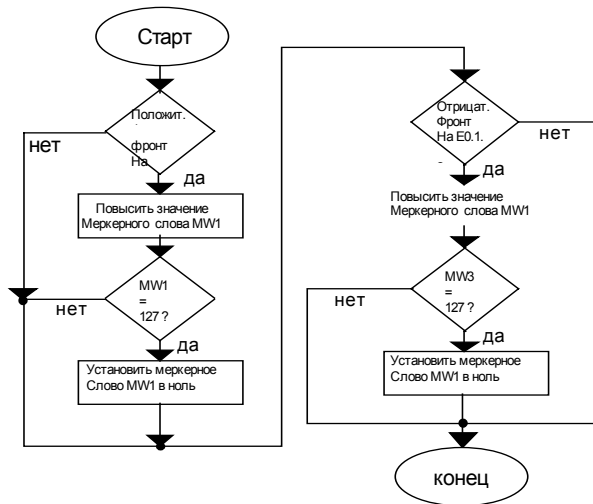 Старт
Положит.
фронт
На
нет
да
Повысить значение
Меркерного слова MW1
MW1
=
127 ?
нет
да
Установить меркерное
Слово MW1 в ноль
Отрицат.
Фронт
На E0.1.
нет
да
Повысить значение
Меркерного слова MW1
MW3
=
127 ?
нет
да
Установить меркерное
Слово MW1 в ноль
конец